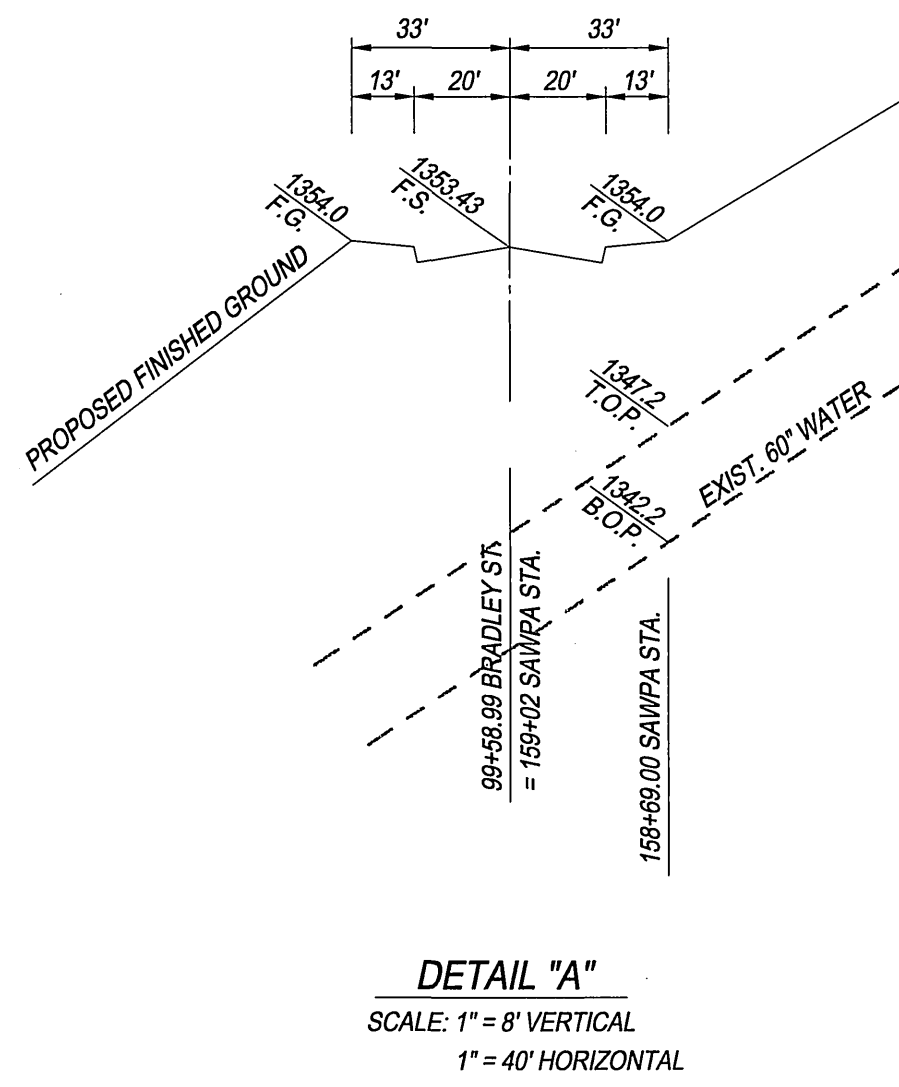 33' 33'
13' 20' 20' 13'
1354.0
F.G.
1353.43
F.S.
1354.0
F.G.
PROPOSED FINISHED GROUND
1347.2
T.O.P.
1342.2
B.O.P.
EXIST. 60" WATER
99+58.99 BRADLEY ST.
= 159+02 SAWPA STA.
158+69.00 SAWPA STA.
DETAIL "A"
SCALE: 1" = 8' VERTICAL
1" = 40' HORIZONTAL